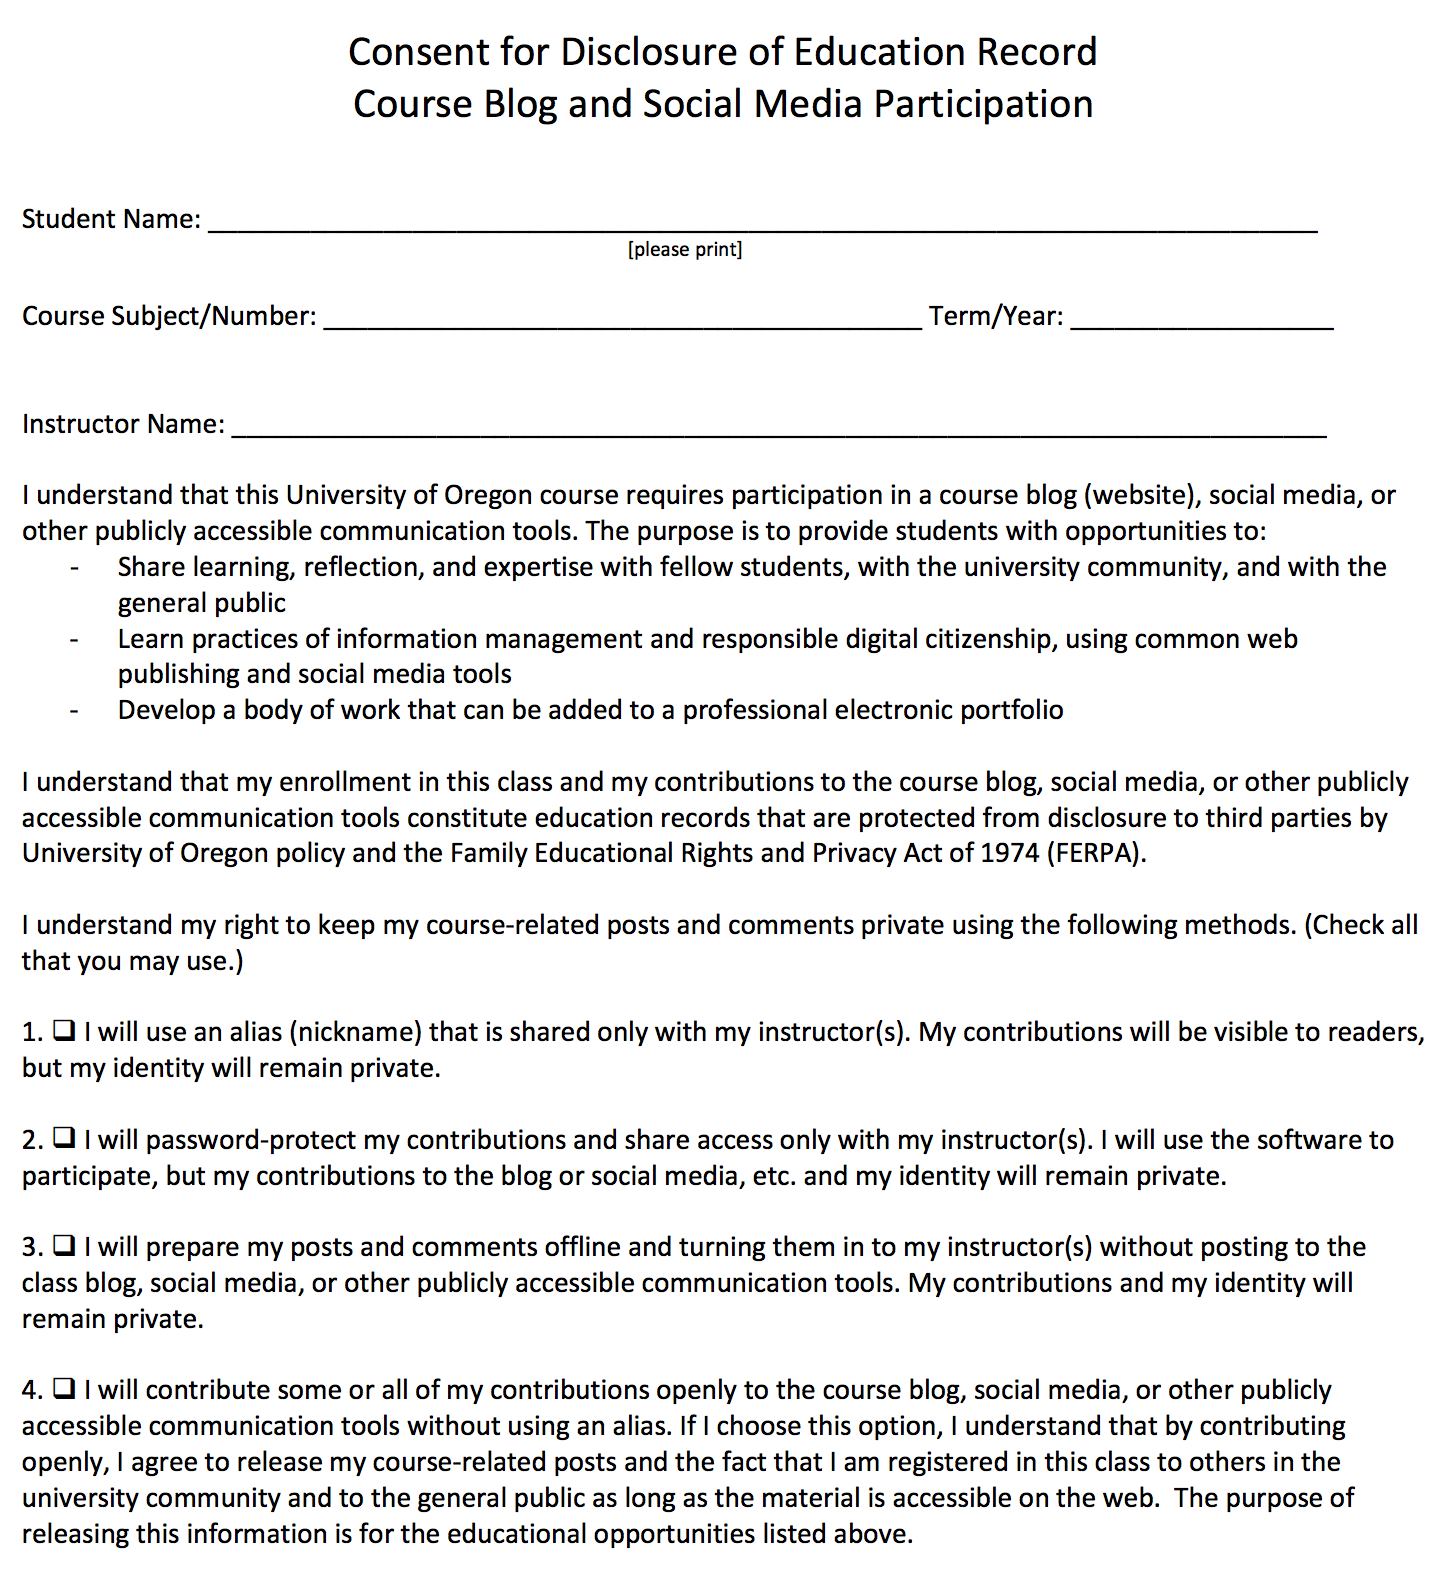 Consent for Disclosure of Education Record
Course Blog and Social Media Participation
Student Name: ______________________________________________________________________________
[please print]
Course Subject/Number: __________________________________________ Term/Year: __________________
Instructor Name: _____________________________________________________________________________
I understand that this University of Oregon course requires participation in a course blog (website), social media, or
other publicly accessible communication tools. The purpose is to provide students with opportunities to:
- Share learning, reflection, and expertise with fellow students, with the university community, and with the
general public
- Learn practices of information management and responsible digital citizenship, using common web
publishing and social media tools
- Develop a body of work that can be added to a professional electronic portfolio
I understand that my enrollment in this class and my contributions to the course blog, social media, or other publicly
accessible communication tools constitute education records that are protected from disclosure to third parties by
University of Oregon policy and the Family Educational Rights and Privacy Act of 1974 (FERPA).
I understand my right to keep my course-related posts and comments private using the following methods. (Check all
that you may use.)
1. ❑ I will use an alias (nickname) that is shared only with my instructor(s). My contributions will be visible to readers,
but my identity will remain private.
2. ❑ I will password-protect my contributions and share access only with my instructor(s). I will use the software to
participate, but my contributions to the blog or social media, etc. and my identity will remain private.
3. ❑ I will prepare my posts and comments offline and turning them in to my instructor(s) without posting to the
class blog, social media, or other publicly accessible communication tools. My contributions and my identity will
remain private.
4. ❑ I will contribute some or all of my contributions openly to the course blog, social media, or other publicly
accessible communication tools without using an alias. If I choose this option, I understand that by contributing
openly, I agree to release my course-related posts and the fact that I am registered in this class to others in the
university community and to the general public as long as the material is accessible on the web.  The purpose of
releasing this information is for the educational opportunities listed above.